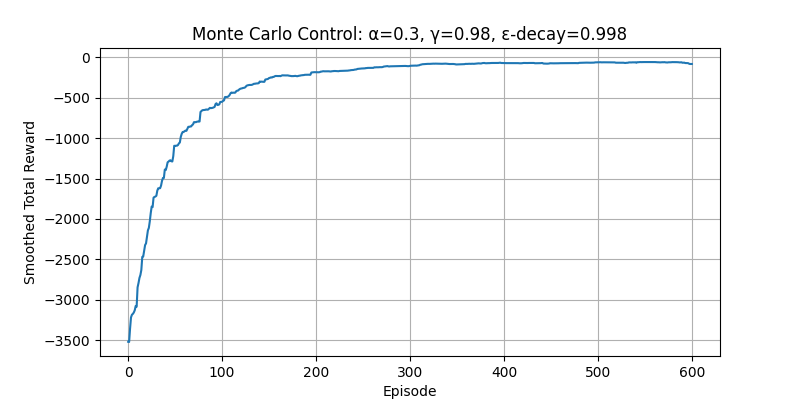 Monte Carlo Control: α=0.3, γ=0.98, ε-decay=0.998
Smoothed Total Reward
0
−500
−1000
−1500
−2000
−2500
−3000
−3500
0 100 200 300 400 500 600
Episode